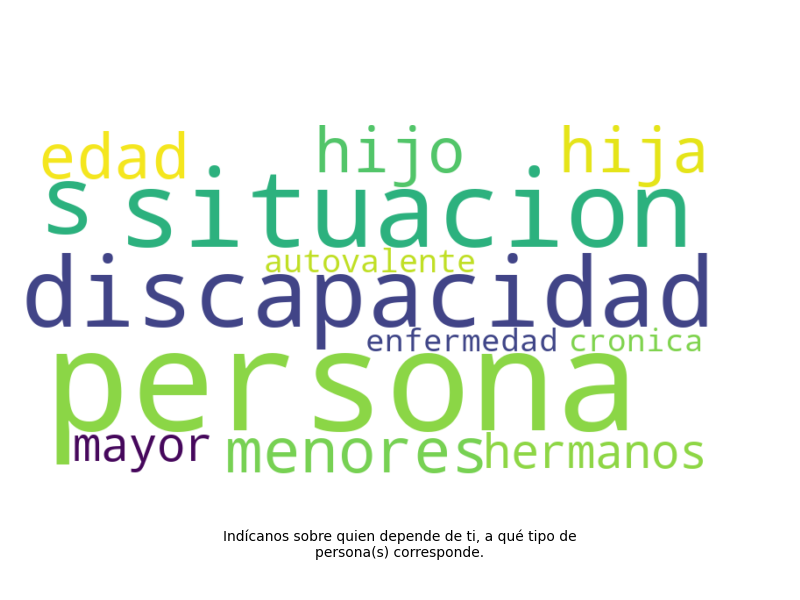 edad hijo hija
s situacion
autovalente
discapacidad
enfermedad cronica
persona
mayor menores hermanos
Indícanos sobre quien depende de ti, a qué tipo de
persona(s) corresponde.